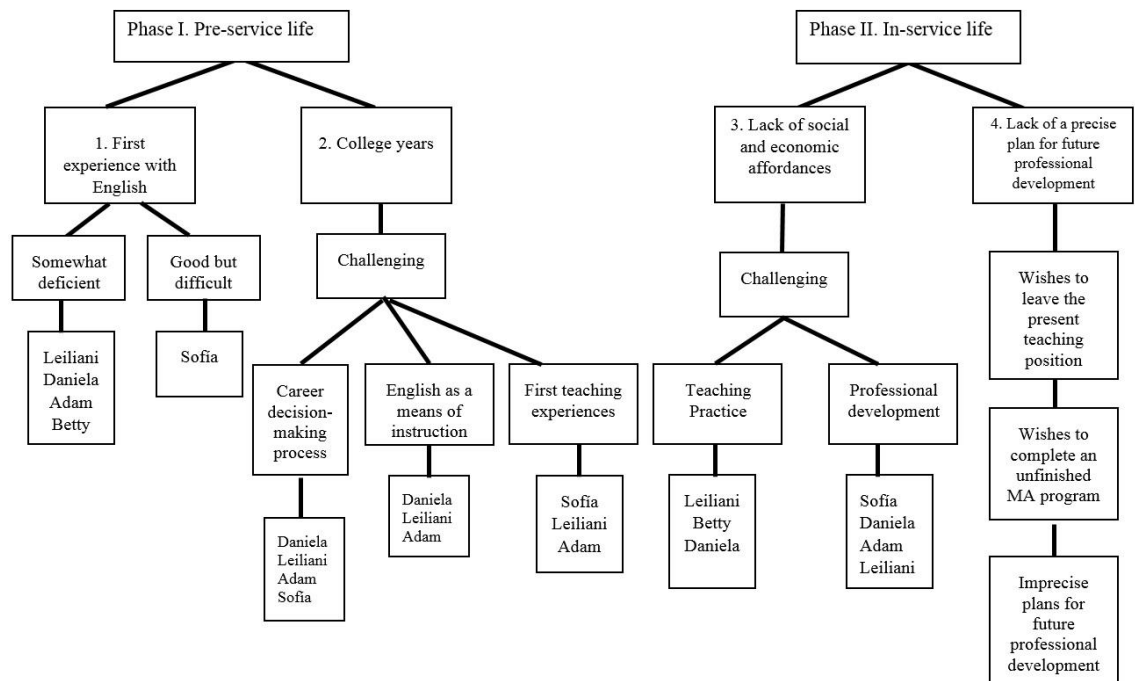 Phase I. Pre-service life
Phase II. In-service life
1. First
experience with
English
2. College years
3. Lack of social
and economic
affordances
4. Lack of a precise
plan for future
professional
development
Somewhat
deficient
Good but
difficult
Challenging
Challenging
Wishes to
leave the
present
teaching
position
Leiliani
Daniela
Adam
Betty
Sofía
Career
decision-
making
process
English as a
means of
instruction
First teaching
experiences
Teaching
Practice
Professional
development
Wishes to
complete an
unfinished
MA program
Daniela
Leiliani
Adam
Sofía
Daniela
Leiliani
Adam
Sofía
Leiliani
Adam
Leiliani
Betty
Daniela
Sofía
Daniela
Adam
Leiliani
Imprecise
plans for
future
professional
development